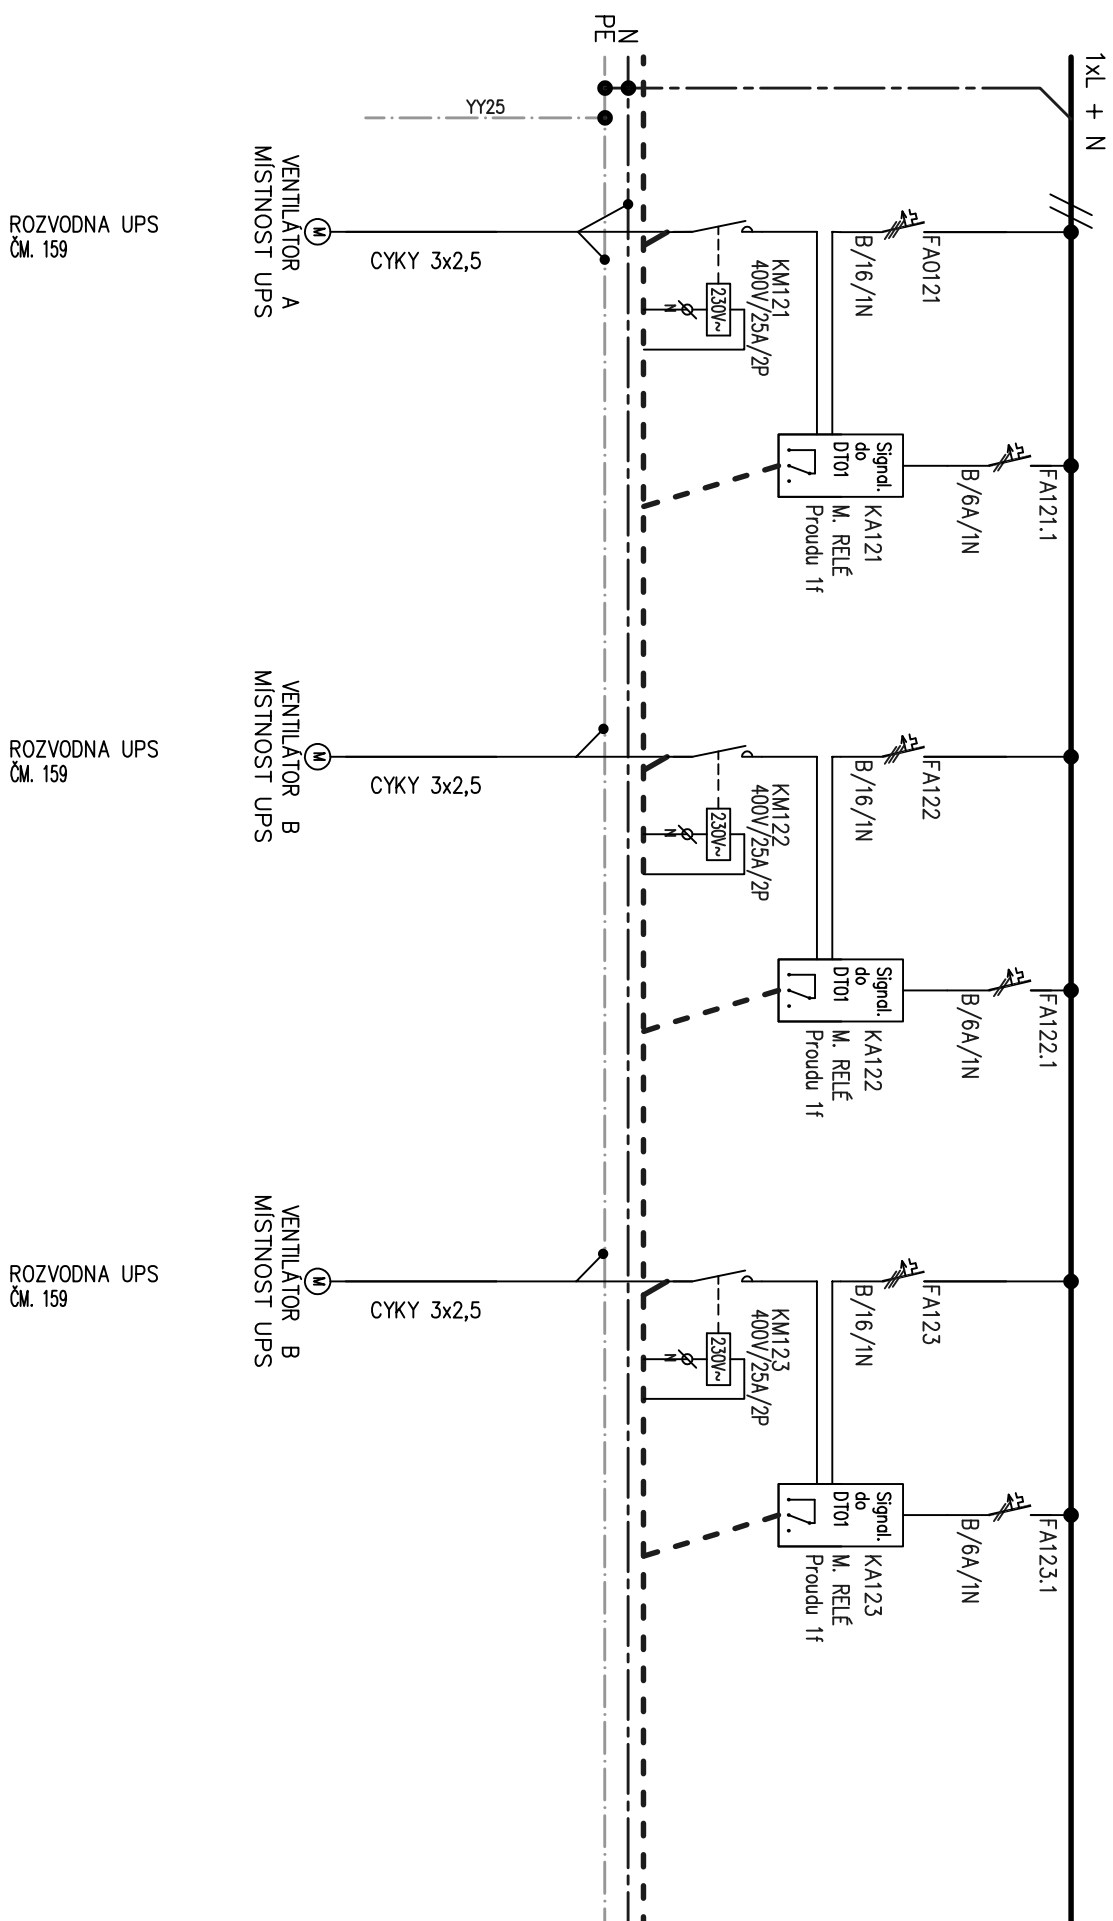 1xL + N
N
PE
YY25
FA0121
B/16/1N
KM121
400V/25A/2P
230V~
N
CYKY 3x2,5
M
VENTILÁTOR A
MÍSTNOST UPS
ROZVODNA UPS
ČM. 159
FA121.1
B/6A/1N
Signal.
do
DT01
KA121
M. RELÉ
Proudu 1f
FA122
B/16/1N
KM122
400V/25A/2P
230V~
N
CYKY 3x2,5
M
VENTILÁTOR B
MÍSTNOST UPS
ROZVODNA UPS
ČM. 159
FA122.1
B/6A/1N
Signal.
do
DT01
KA122
M. RELÉ
Proudu 1f
FA123
B/16/1N
KM123
400V/25A/2P
230V~
N
CYKY 3x2,5
M
VENTILÁTOR B
MÍSTNOST UPS
ROZVODNA UPS
ČM. 159
FA123.1
B/6A/1N
Signal.
do
DT01
KA123
M. RELÉ
Proudu 1f